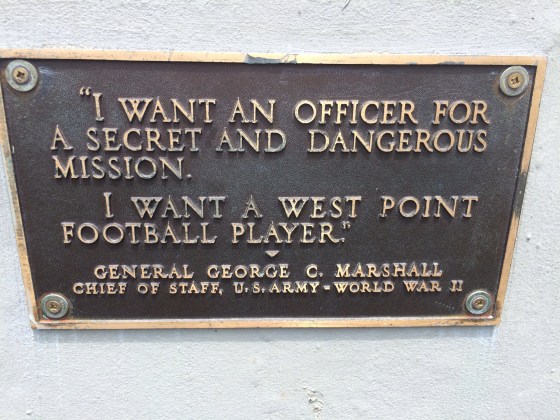 "I WANT AN OFFICER FOR
A SECRET AND DANGEROUS
MISSION.
I WANT A WEST POINT
FOOTBALL PLAYER."
GENERAL GEORGE C. MARSHALL
CHIEF OF STAFF, U.S. ARMY - WORLD WAR II